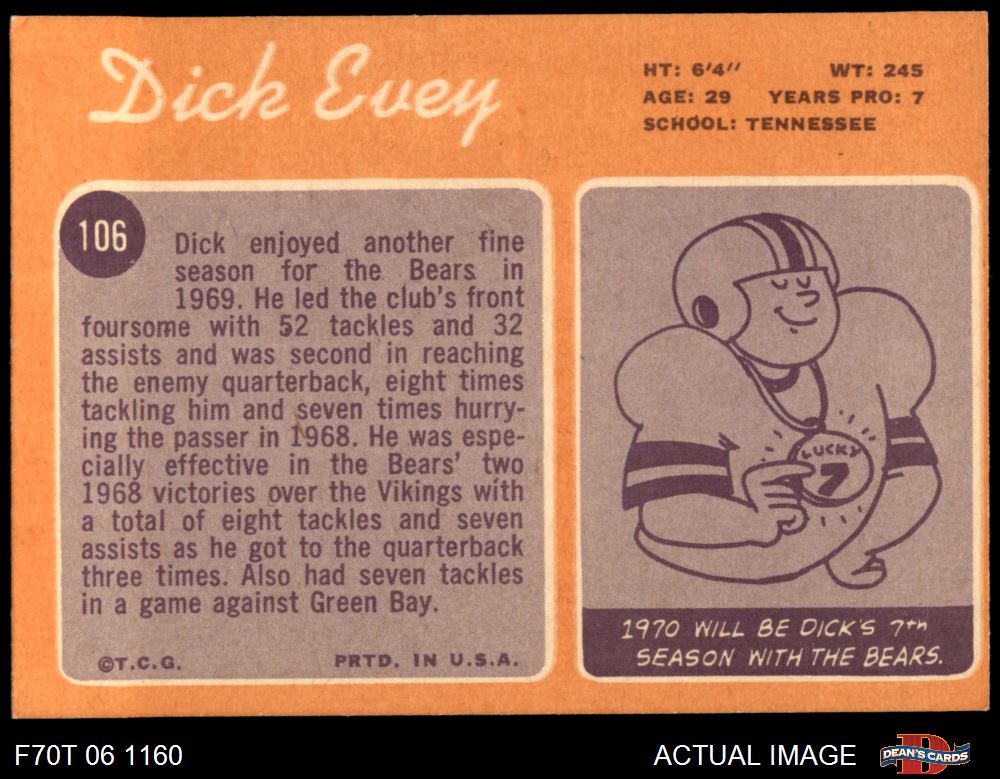 Dick Evey
HT: 6'4" WT: 245
AGE: 29 YEARS PRO: 7
SCHOOL: TENNESSEE
106
Dick enjoyed another fine
season for the Bears in
1969. He led the club's front
foursome with 52 tackles and 32
assists and was second in reaching
the enemy quarterback, eight times
tackling him and seven times hurry-
ing the passer in 1968. He was espe-
cially effective in the Bears' two
1968 victories over the Vikings with
a total of eight tackles and seven
assists as he got to the quarterback
three times. Also had seven tackles
in a game against Green Bay.
©T.C.G. PRTD. IN U.S.A.
LUCKY
7
1970 WILL BE DICK'S 7th
SEASON WITH THE BEARS.
F70T 06 1160
ACTUAL IMAGE
DEAN'S CARDS